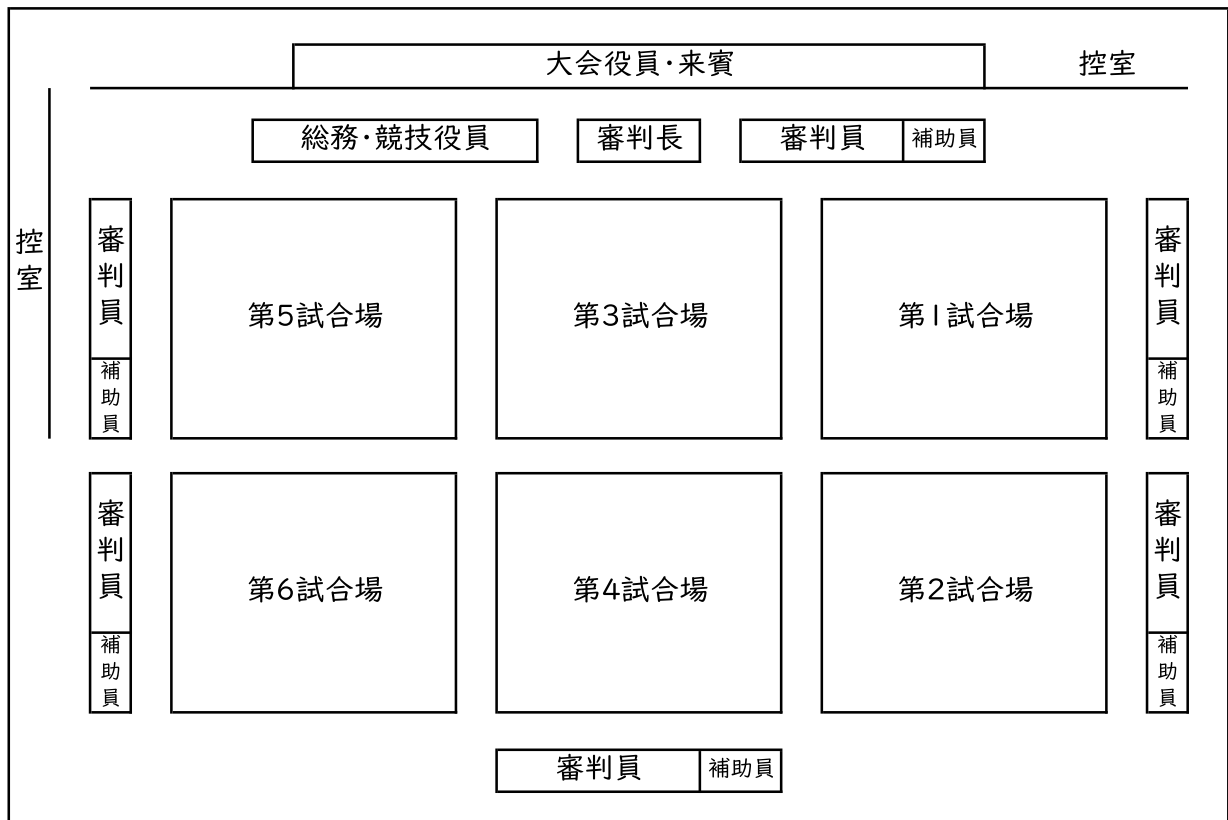 大会役員・来賓
控室
総務・競技役員
審判長
審判員
補助員
控室
審判員
補助員
第5試合場
第3試合場
第1試合場
審判員
補助員
審判員
補助員
第6試合場
第4試合場
第2試合場
審判員
補助員
審判員
補助員